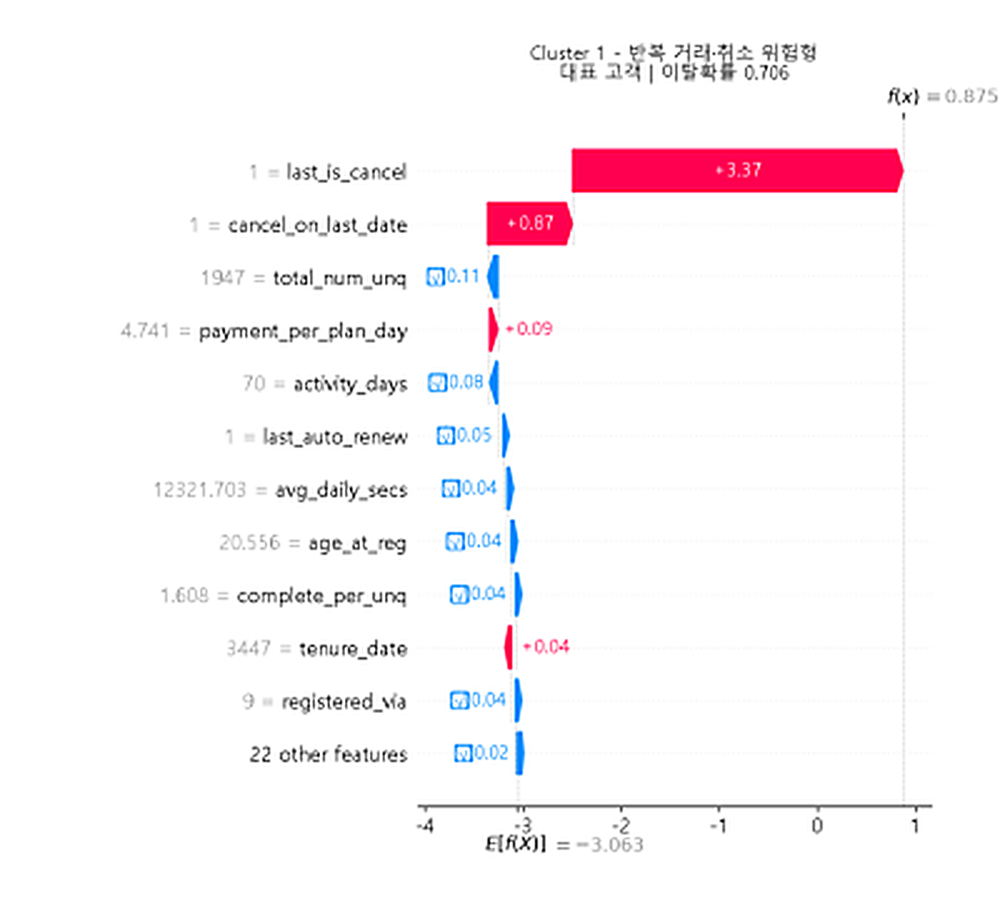 Cluster 1 - 반복 거래·취소 위험형
대표 고객 | 이탈확률 0.706
f(x) = 0.875
1 = last_is_cancel +3.37
1 = cancel_on_last_date +0.87
1947 = total_num_unq 0.11
4.741 = payment_per_plan_day +0.09
70 = activity_days 0.08
1 = last_auto_renew 0.05
12321.703 = avg_daily_secs 0.04
20.556 = age_at_reg 0.04
1.608 = complete_per_unq 0.04
3447 = tenure_date +0.04
9 = registered_via 0.04
22 other features 0.02
-4 -3 -2 -1 0 1
E[f(X)] = −3.063